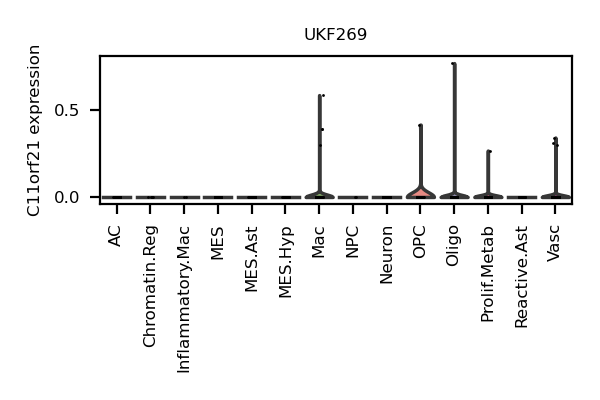 UKF269
C11orf21 expression
0.5
0.0
AC
Chromatin.Reg
Inflammatory.Mac
MES
MES.Ast
MES.Hyp
Mac
NPC
Neuron
OPC
Oligo
Prolif.Metab
Reactive.Ast
Vasc